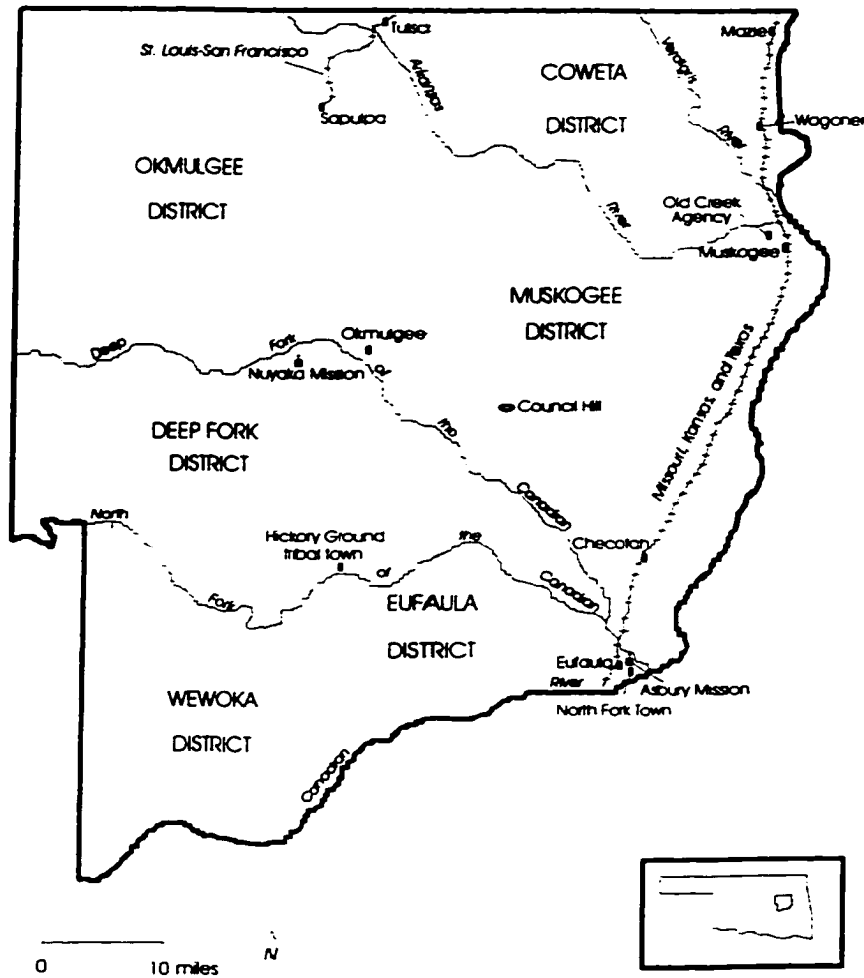 Tulsa
St. Louis-San Francisco
Mazie
COWETA
DISTRICT
Verdigris
River
Arkansas
River
Sapulpa
Wagoner
OKMULGEE
DISTRICT
Old Creek
Agency
Muskogee
MUSKOGEE
DISTRICT
Deep
Fork
of
the
Canadian
Okmulgee
Nuyaka Mission
Council Hill
Missouri, Kansas, and Texas
DEEP FORK
DISTRICT
North
Fork
of
the
Canadian
Hickory Ground
Tribal Town
Checotah
EUFAULA
DISTRICT
Eufaula
River
Asbury Mission
North Fork Town
WEWOKA
DISTRICT
Canadian
0 10 miles
N